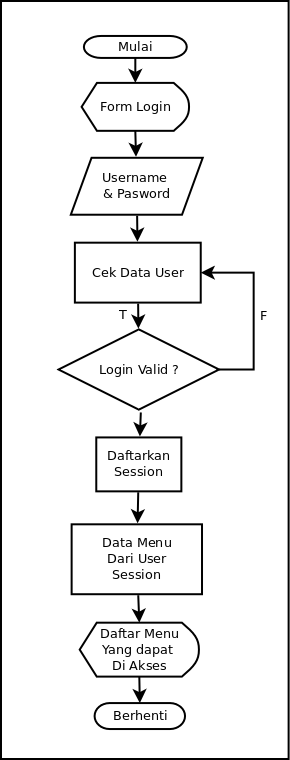 Mulai
Form Login
Username
& Pasword
Cek Data User
T
F
Login Valid ?
Daftarkan
Session
Data Menu
Dari User
Session
Daftar Menu
Yang dapat
Di Akses
Berhenti